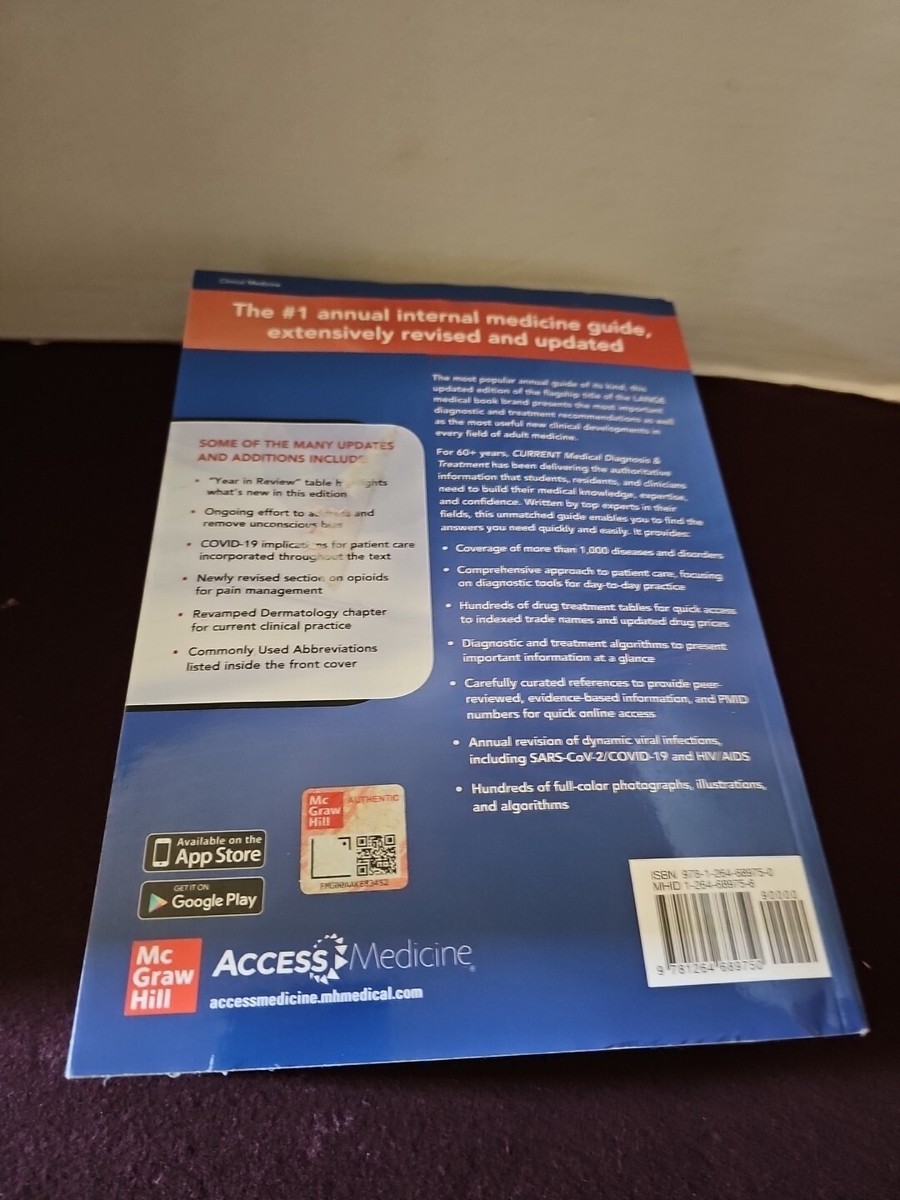 Clinical Medicine
The #1 annual internal medicine guide,
extensively revised and updated
SOME OF THE MANY UPDATES
AND ADDITIONS INCLUDE
• "Year in Review" table
what's new in this edition
• Ongoing effort to and
remove unconscious
• COVID-19 implications for patient care
incorporated throughout the text
• Newly revised section on opioids
for pain management
• Revamped Dermatology chapter
for current clinical practice
• Commonly Used Abbreviations
listed inside the front cover
The most popular annual guide of its kind, this
updated edition of the flagship title of the LANGE
medical book brand presents the most important
diagnostic and treatment recommendations as well
as the most useful new clinical developments in
every field of adult medicine.
For 60+ years, CURRENT Medical Diagnosis &
Treatment has been delivering the authoritative
information that students, residents, and clinicians
need to build their medical knowledge, expertise,
and confidence. Written by top experts in their
fields, this unmatched guide enables you to find the
answers you need quickly and easily. It provides:
• Coverage of more than 1,000 diseases and disorders
• Comprehensive approach to patient care, focusing
on diagnostic tools for day-to-day practice
• Hundreds of drug treatment tables for quick access
to indexed trade names and updated drug prices
• Diagnostic and treatment algorithms to present
important information at a glance
• Carefully curated references to provide peer-
reviewed, evidence-based information, and PMID
numbers for quick online access
• Annual revision of dynamic viral infections,
including SARS-CoV-2/COVID-19 and HIV/AIDS
• Hundreds of full-color photographs, illustrations,
and algorithms
Available on the
App Store
GET IT ON
Google Play
Mc
Graw
Hill
AUTHENTIC
Mc
Graw
Hill
ACCESS Medicine
accessmedicine.mhmedical.com
ISBN 978-1-264-68975-0
MHID 1-264-68975-6
90000
9 781264 689750